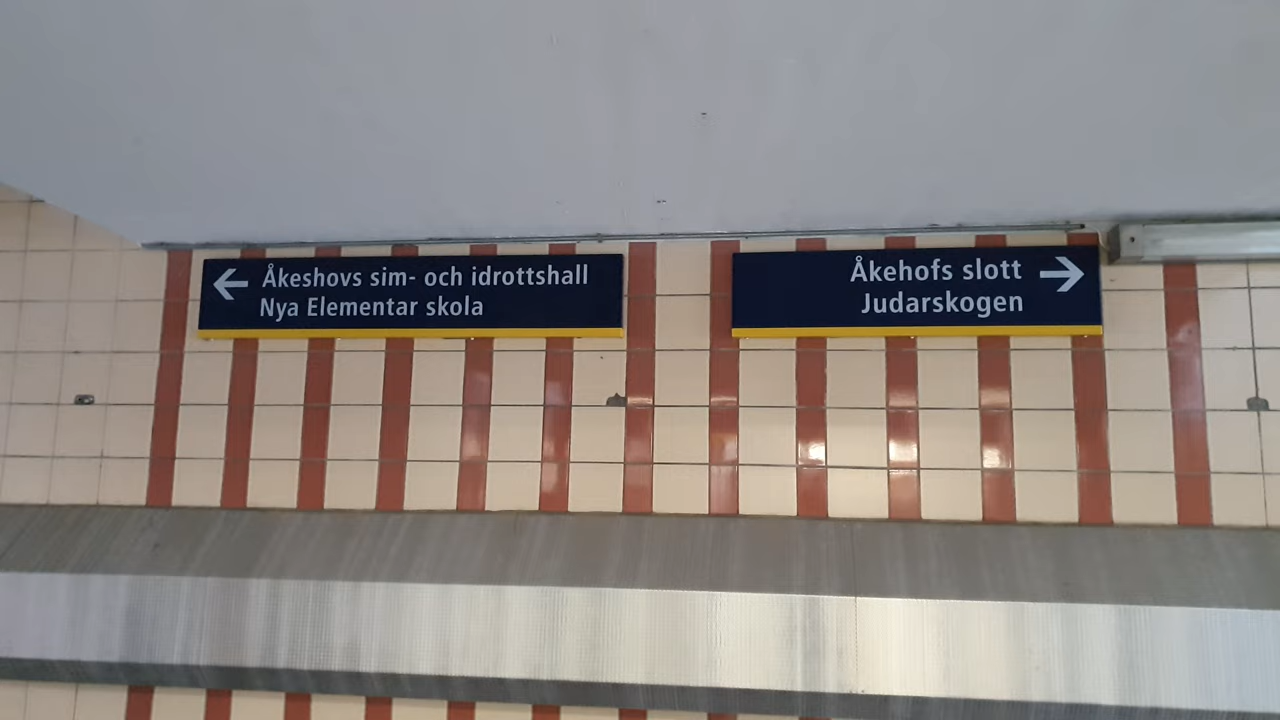 ← Åkeshovs sim- och idrottshall
Nya Elementar skola
Åkehofs slott →
Judarskogen